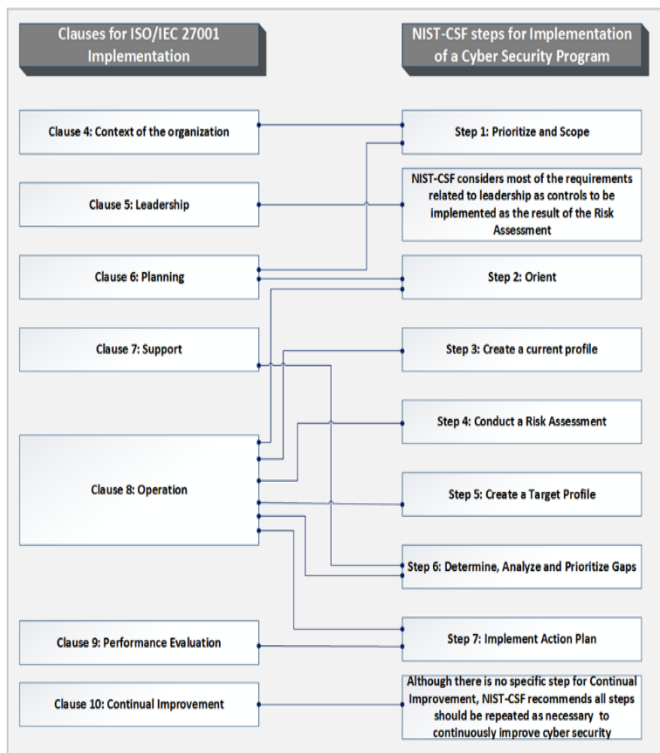 Clauses for ISO/IEC 27001
Implementation
NIST-CSF steps for Implementation
of a Cyber Security Program
Clause 4: Context of the organization
Step 1: Prioritize and Scope
Clause 5: Leadership
NIST-CSF considers most of the requirements
related to leadership as controls to be
implemented as the result of the Risk
Assessment
Clause 6: Planning
Step 2: Orient
Clause 7: Support
Step 3: Create a current profile
Step 4: Conduct a Risk Assessment
Clause 8: Operation
Step 5: Create a Target Profile
Step 6: Determine, Analyze and Prioritize Gaps
Clause 9: Performance Evaluation
Step 7: Implement Action Plan
Clause 10: Continual Improvement
Although there is no specific step for Continual
Improvement, NIST-CSF recommends all steps
should be repeated as necessary to
continuously improve cyber security